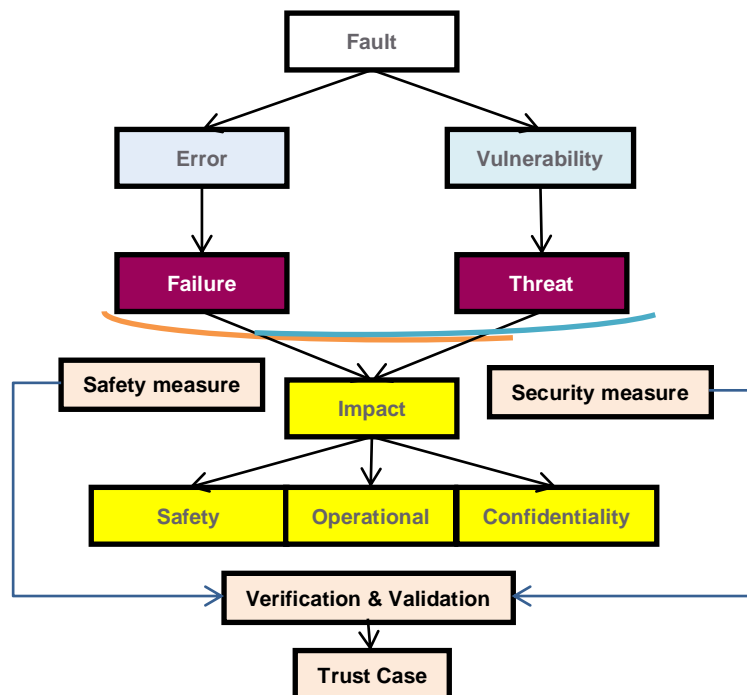 Fault
Error
Vulnerability
Failure
Threat
Safety measure
Impact
Security measure
Safety
Operational
Confidentiality
Verification & Validation
Trust Case